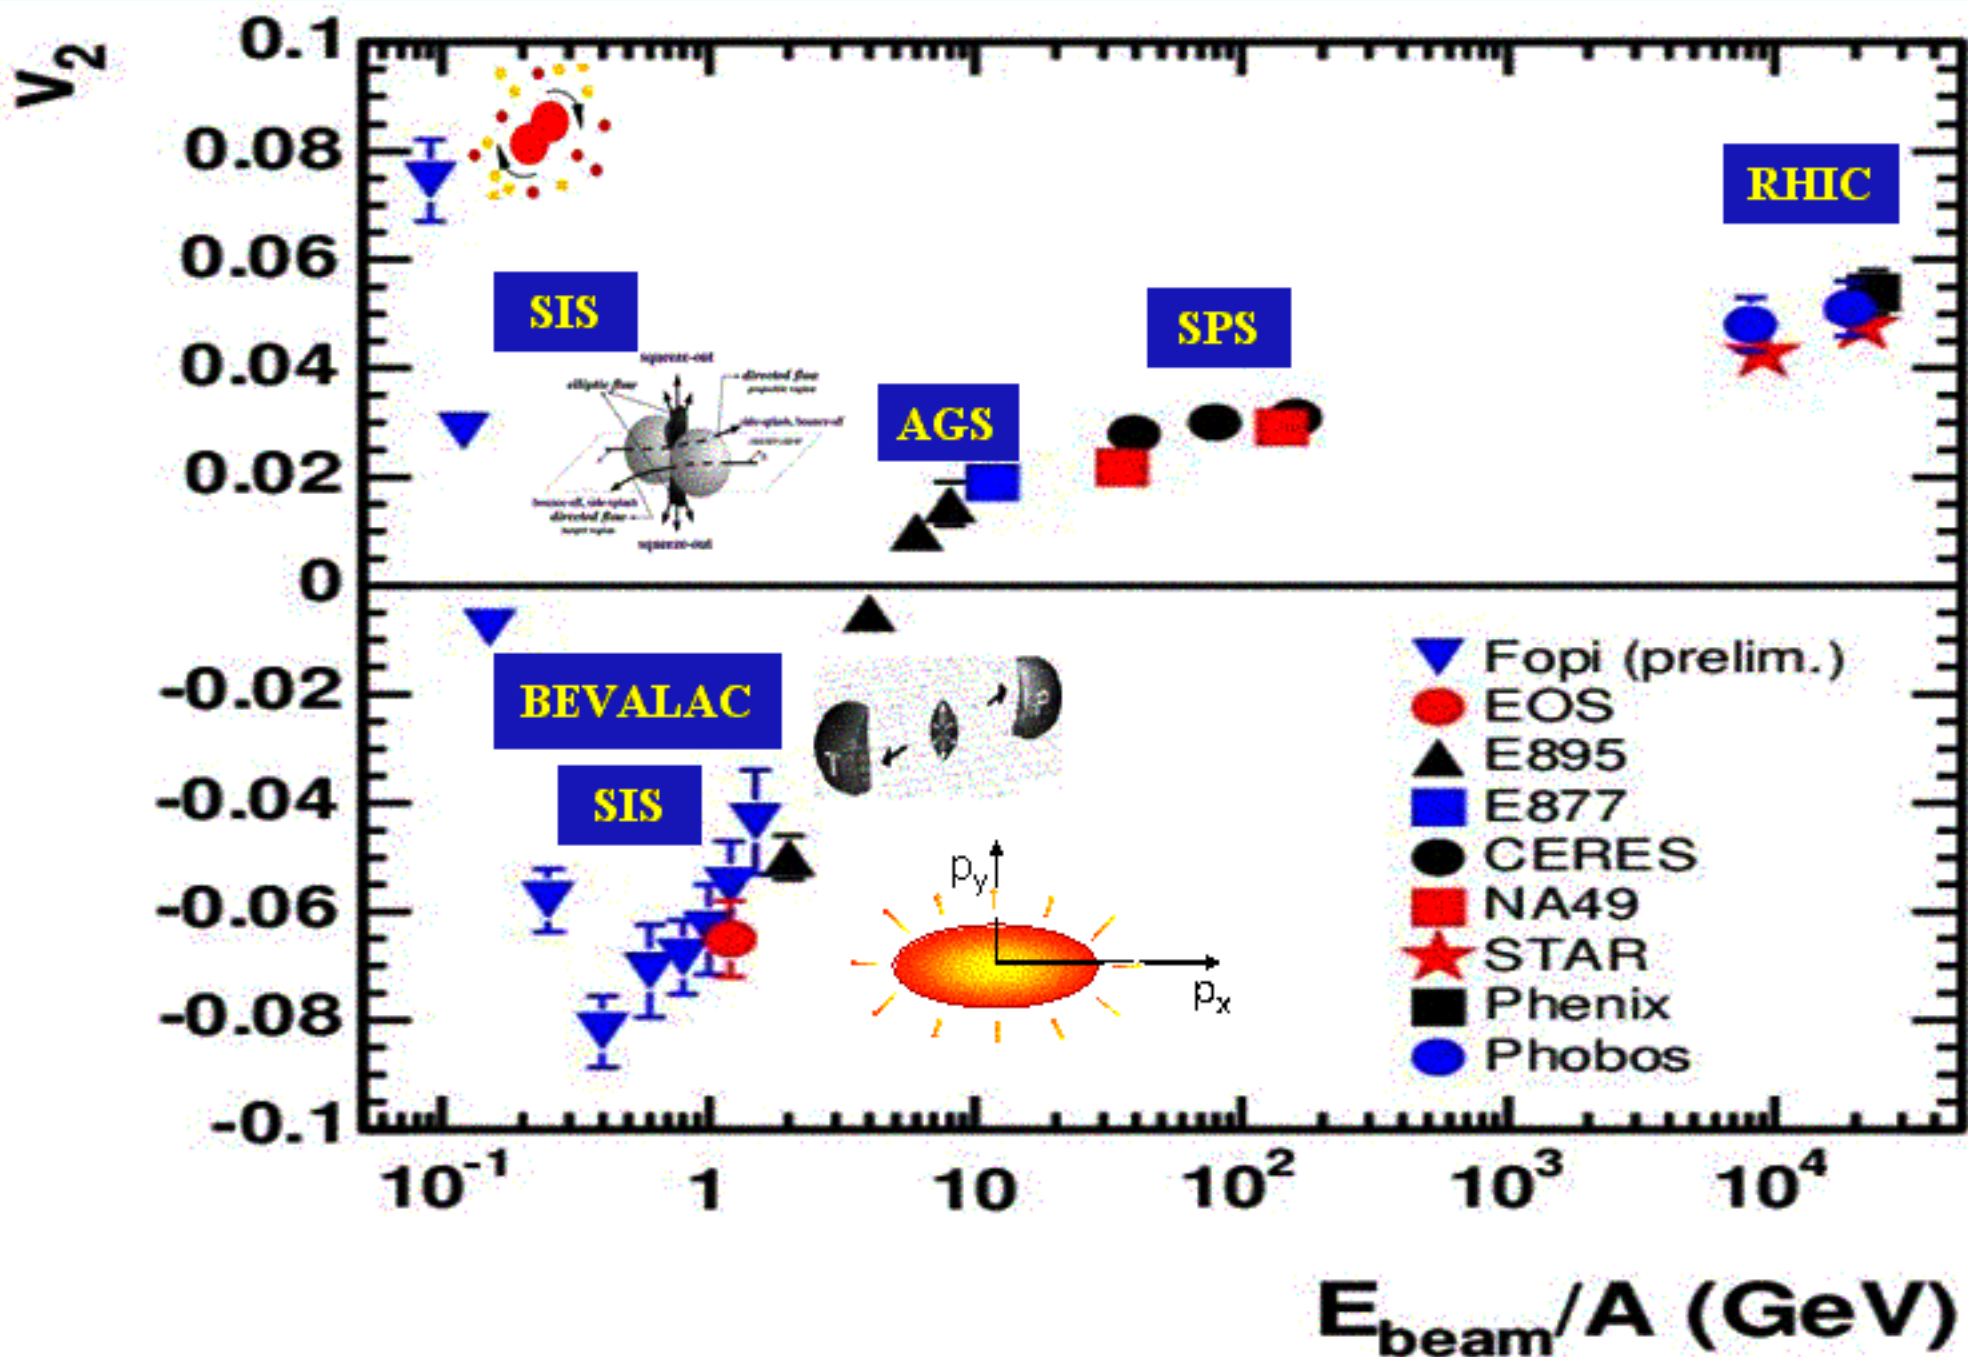 V2
0.1
0.08
0.06
0.04
0.02
0
-0.02
-0.04
-0.06
-0.08
-0.1
RHIC
SIS
SPS
AGS
squeeze-out
elliptic flow
directed flow
directed flow
squeeze-out
BEVALAC
SIS
T
P
py
px
Fopi (prelim.)
EOS
E895
E877
CERES
NA49
STAR
Phenix
Phobos
10-1
1
10
10²
10³
10⁴
Ebeam/A (GeV)